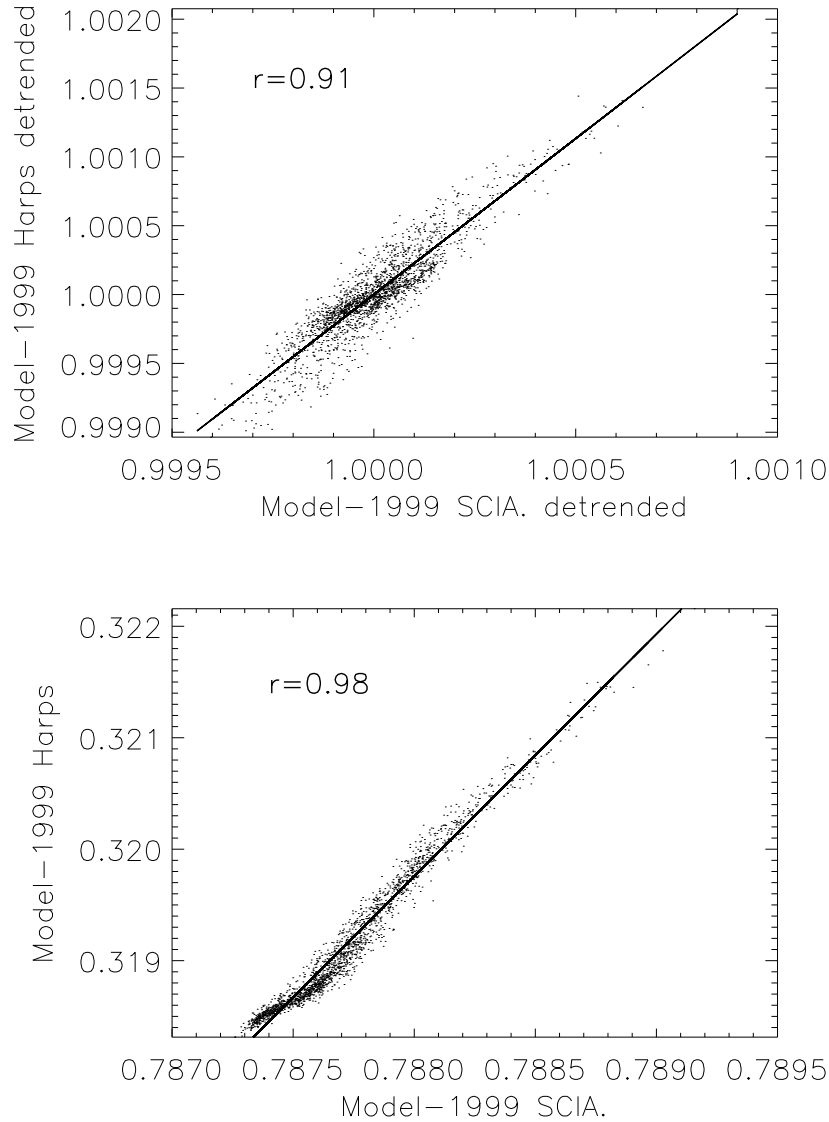 1.0020
1.0015
1.0010
1.0005
1.0000
0.9995
0.9990
Model−1999 Harps detrended
r=0.91
0.9995 1.0000 1.0005 1.0010
Model−1999 SCIA. detrended
0.322
0.321
0.320
0.319
Model−1999 Harps
r=0.98
0.7870 0.7875 0.7880 0.7885 0.7890 0.7895
Model−1999 SCIA.